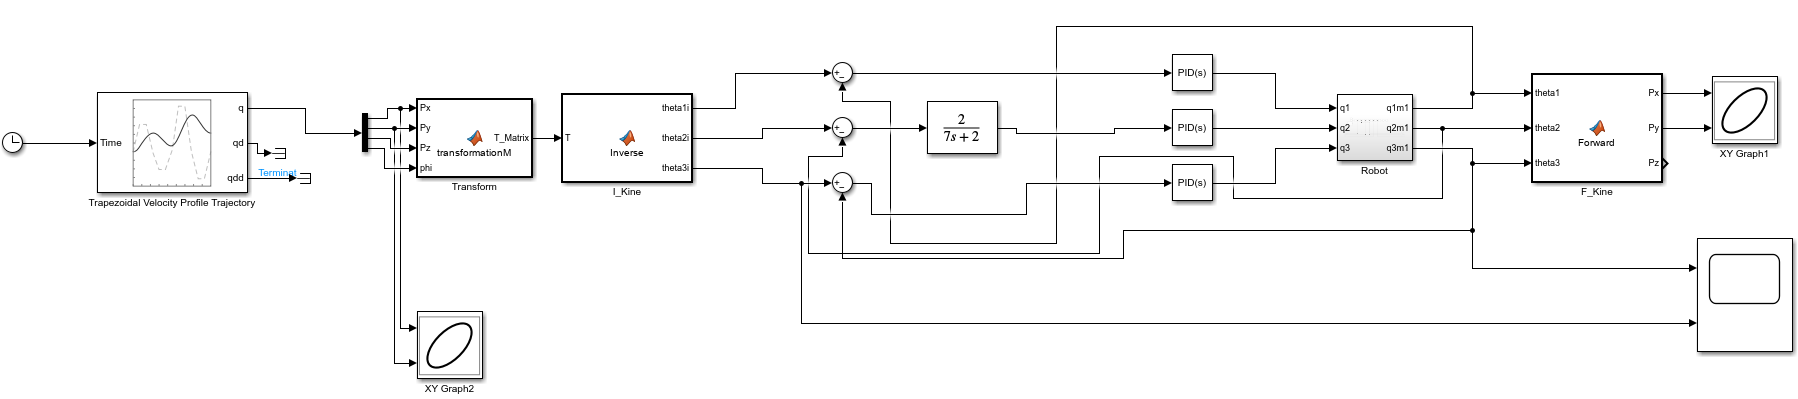 Time
q
qd
qdd
Terminat
Trapezoidal Velocity Profile Trajectory
Px
Py
Pz
phi
T_Matrix
transformationM
Transform
XY Graph2
T
Inverse
theta1i
theta2i
theta3i
I_Kine
+ _
+ _
+ _
2
7s + 2
PID(s)
PID(s)
PID(s)
q1
q2
q3
q1m1
q2m1
q3m1
Robot
theta1
theta2
theta3
Forward
Px
Py
Pz
F_Kine
XY Graph1